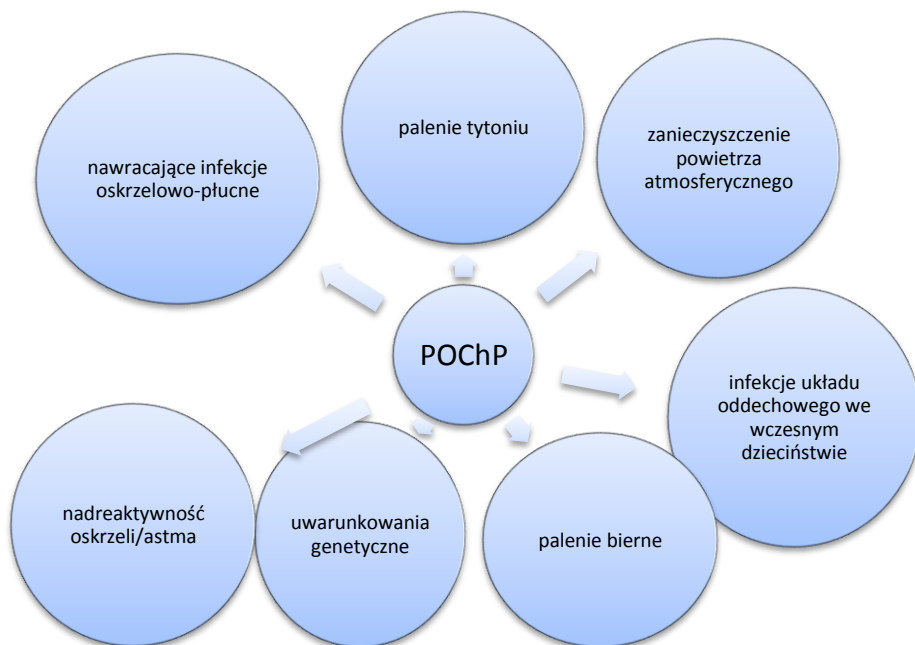 palenie tytoniu
zanieczyszczenie
powietrza
atmosferycznego
nawracające infekcje
oskrzelowo-płucne
POChP
infekcje układu
oddechowego we
wczesnym
dzieciństwie
nadreaktywność
oskrzeli/astma
uwarunkowania
genetyczne
palenie bierne